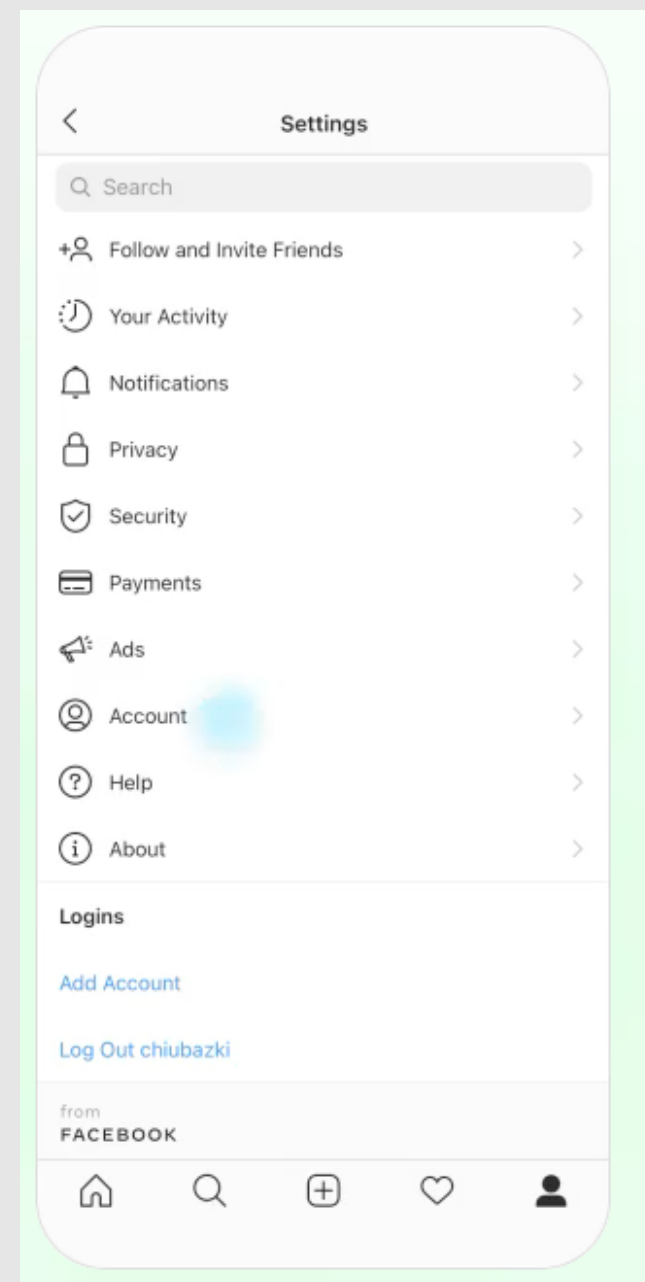 Settings
Search
Follow and Invite Friends
Your Activity
Notifications
Privacy
Security
Payments
Ads
Account
Help
About
Logins
Add Account
Log Out chiubazki
from
FACEBOOK